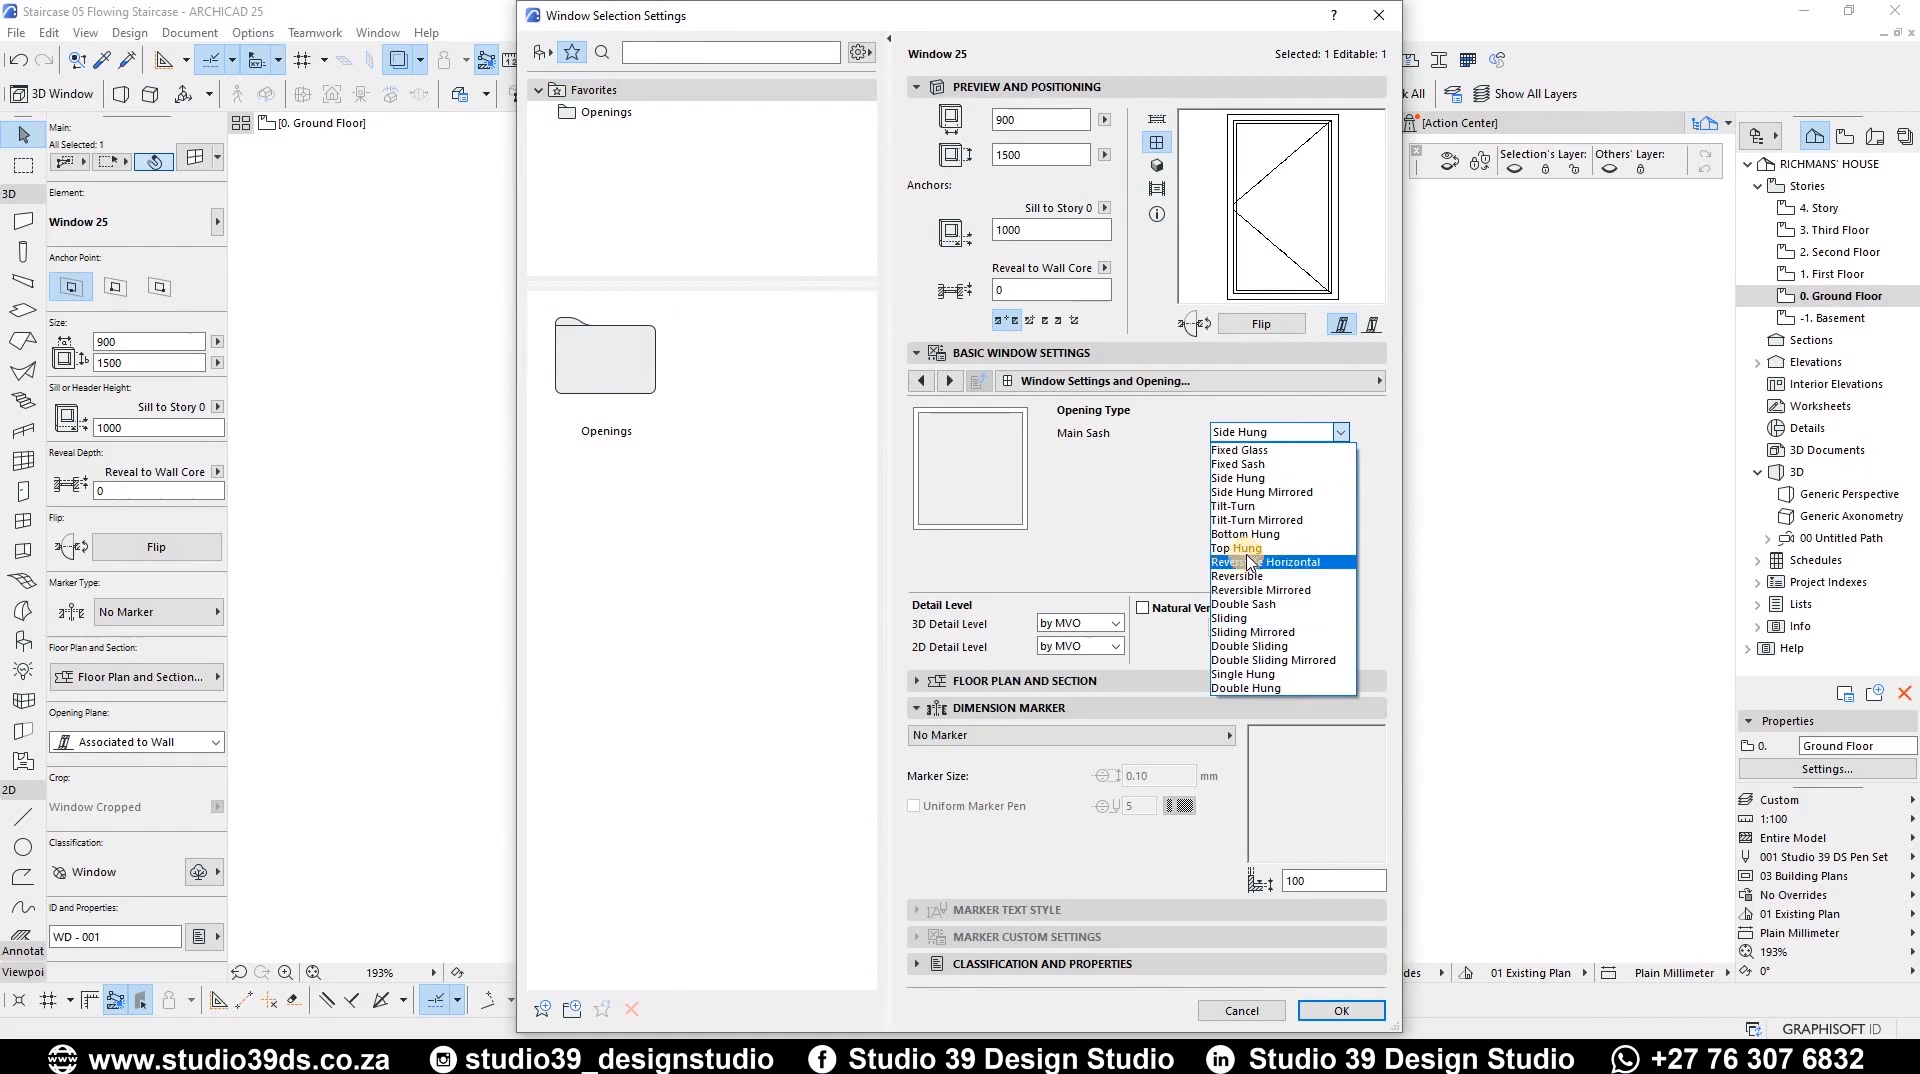 Staircase 05 Flowing Staircase - ARCHICAD 25
File Edit View Design Document Options Teamwork Window Help
3D Window
Main:
All Selected: 1
3D
Element:
Window 25
Anchor Point:
Size:
900
1500
Sill or Header Height:
Sill to Story 0
1000
Reveal Depth:
Reveal to Wall Core
0
Flip:
Flip
Marker Type:
No Marker
Floor Plan and Section:
Floor Plan and Section...
Opening Plane:
Associated to Wall
2D
Crop:
Window Cropped
Classification:
Window
ID and Properties:
WD - 001
Annotat
Viewpoi
[0. Ground Floor]
193%
Window Selection Settings
?
Favorites
Openings
Openings
Window 25
Selected: 1 Editable: 1
PREVIEW AND POSITIONING
900
1500
Anchors:
Sill to Story 0
1000
Reveal to Wall Core
0
Flip
BASIC WINDOW SETTINGS
Window Settings and Opening...
Opening Type
Main Sash
Side Hung
Fixed Glass
Fixed Sash
Side Hung
Side Hung Mirrored
Tilt-Turn
Tilt-Turn Mirrored
Bottom Hung
Top Hung
Horizontal
Reversible
Reversible Mirrored
Double Sash
Sliding
Sliding Mirrored
Double Sliding
Double Sliding Mirrored
Single Hung
Double Hung
Detail Level
3D Detail Level by MVO
2D Detail Level by MVO
Natural Ver
FLOOR PLAN AND SECTION
DIMENSION MARKER
No Marker
Marker Size: 0.10 mm
Uniform Marker Pen 5
100
MARKER TEXT STYLE
MARKER CUSTOM SETTINGS
CLASSIFICATION AND PROPERTIES
Cancel
OK
k All
Show All Layers
[Action Center]
Selection's Layer:
Others' Layer:
RICHMANS' HOUSE
Stories
4. Story
3. Third Floor
2. Second Floor
1. First Floor
0. Ground Floor
-1. Basement
Sections
Elevations
Interior Elevations
Worksheets
Details
3D Documents
3D
Generic Perspective
Generic Axonometry
00 Untitled Path
Schedules
Project Indexes
Lists
Info
Help
Properties
0. Ground Floor
Settings...
Custom
1:100
Entire Model
001 Studio 39 DS Pen Set
03 Building Plans
No Overrides
01 Existing Plan
Plain Millimeter
193%
0°
des 01 Existing Plan Plain Millimeter
GRAPHISOFT ID
www.studio39ds.co.za studio39_designstudio Studio 39 Design Studio Studio 39 Design Studio +27 76 307 6832